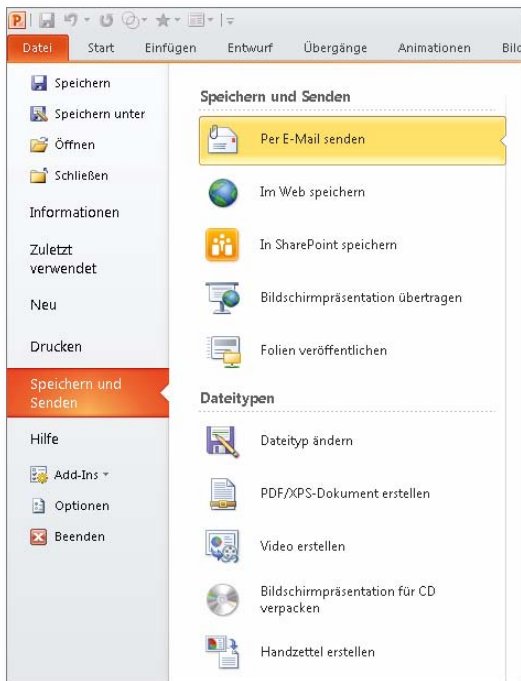 Datei Start Einfügen Entwurf Übergänge Animationen
Speichern
Speichern unter
Öffnen
Schließen
Informationen
Zuletzt
verwendet
Neu
Drucken
Speichern und
Senden
Hilfe
Add-Ins
Optionen
Beenden
Speichern und Senden
Per E-Mail senden
Im Web speichern
In SharePoint speichern
Bildschirmpräsentation übertragen
Folien veröffentlichen
Dateitypen
Dateityp ändern
PDF/XPS-Dokument erstellen
Video erstellen
Bildschirmpräsentation für CD
verpacken
Handzettel erstellen